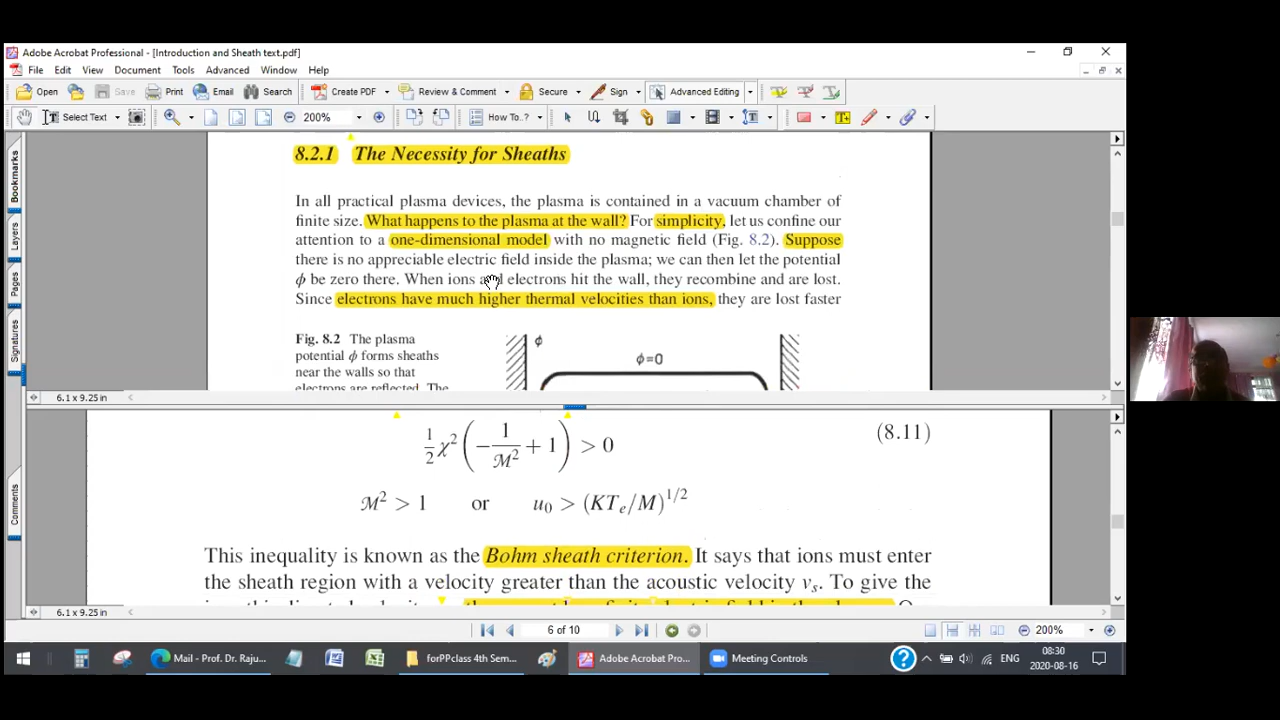 Adobe Acrobat Professional - [Introduction and Sheath text.pdf]
File Edit View Document Tools Advanced Window Help
Open Save Print Email Search Create PDF Review & Comment Secure Sign Advanced Editing
Select Text 200% How To..?
Bookmarks
Layers
Pages
Signatures
Comments
8.2.1 The Necessity for Sheaths
In all practical plasma devices, the plasma is contained in a vacuum chamber of
finite size. What happens to the plasma at the wall? For simplicity, let us confine our
attention to a one-dimensional model with no magnetic field (Fig. 8.2). Suppose
there is no appreciable electric field inside the plasma; we can then let the potential
ϕ be zero there. When ions and electrons hit the wall, they recombine and are lost.
Since electrons have much higher thermal velocities than ions, they are lost faster
Fig. 8.2 The plasma
potential ϕ forms sheaths
near the walls so that
electrons are reflected. The
ϕ
ϕ=0
6.1 x 9.25 in
1/2 χ² (−1/ℳ² + 1) > 0 (8.11)
ℳ² > 1 or u₀ > (KTₑ/M)^1/2
This inequality is known as the Bohm sheath criterion. It says that ions must enter
the sheath region with a velocity greater than the acoustic velocity vₛ. To give the
6.1 x 9.25 in
6 of 10 200%
Mail - Prof. Dr. Raju... forPPclass 4th Sem... Adobe Acrobat Pro... Meeting Controls ENG 08:30
2020-08-16